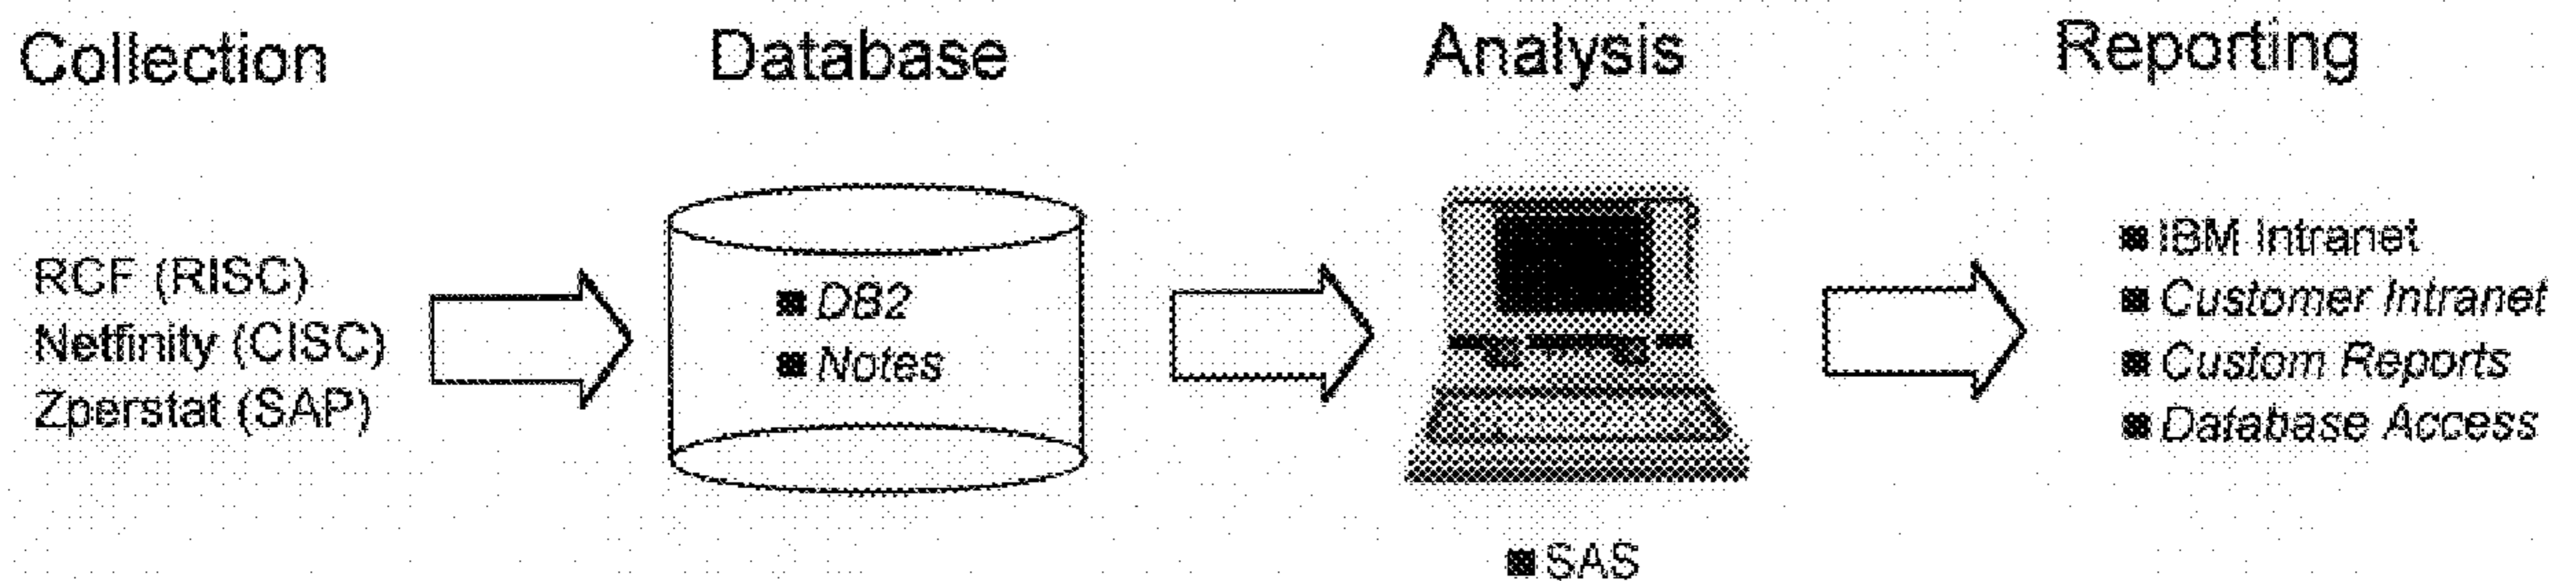 Collection
Database
Analysis
Reporting
RCF (RISC)
Netfinity (CISC)
Zperstat (SAP)
DB2
Notes
SAS
IBM Intranet
Customer Intranet
Custom Reports
Database Access